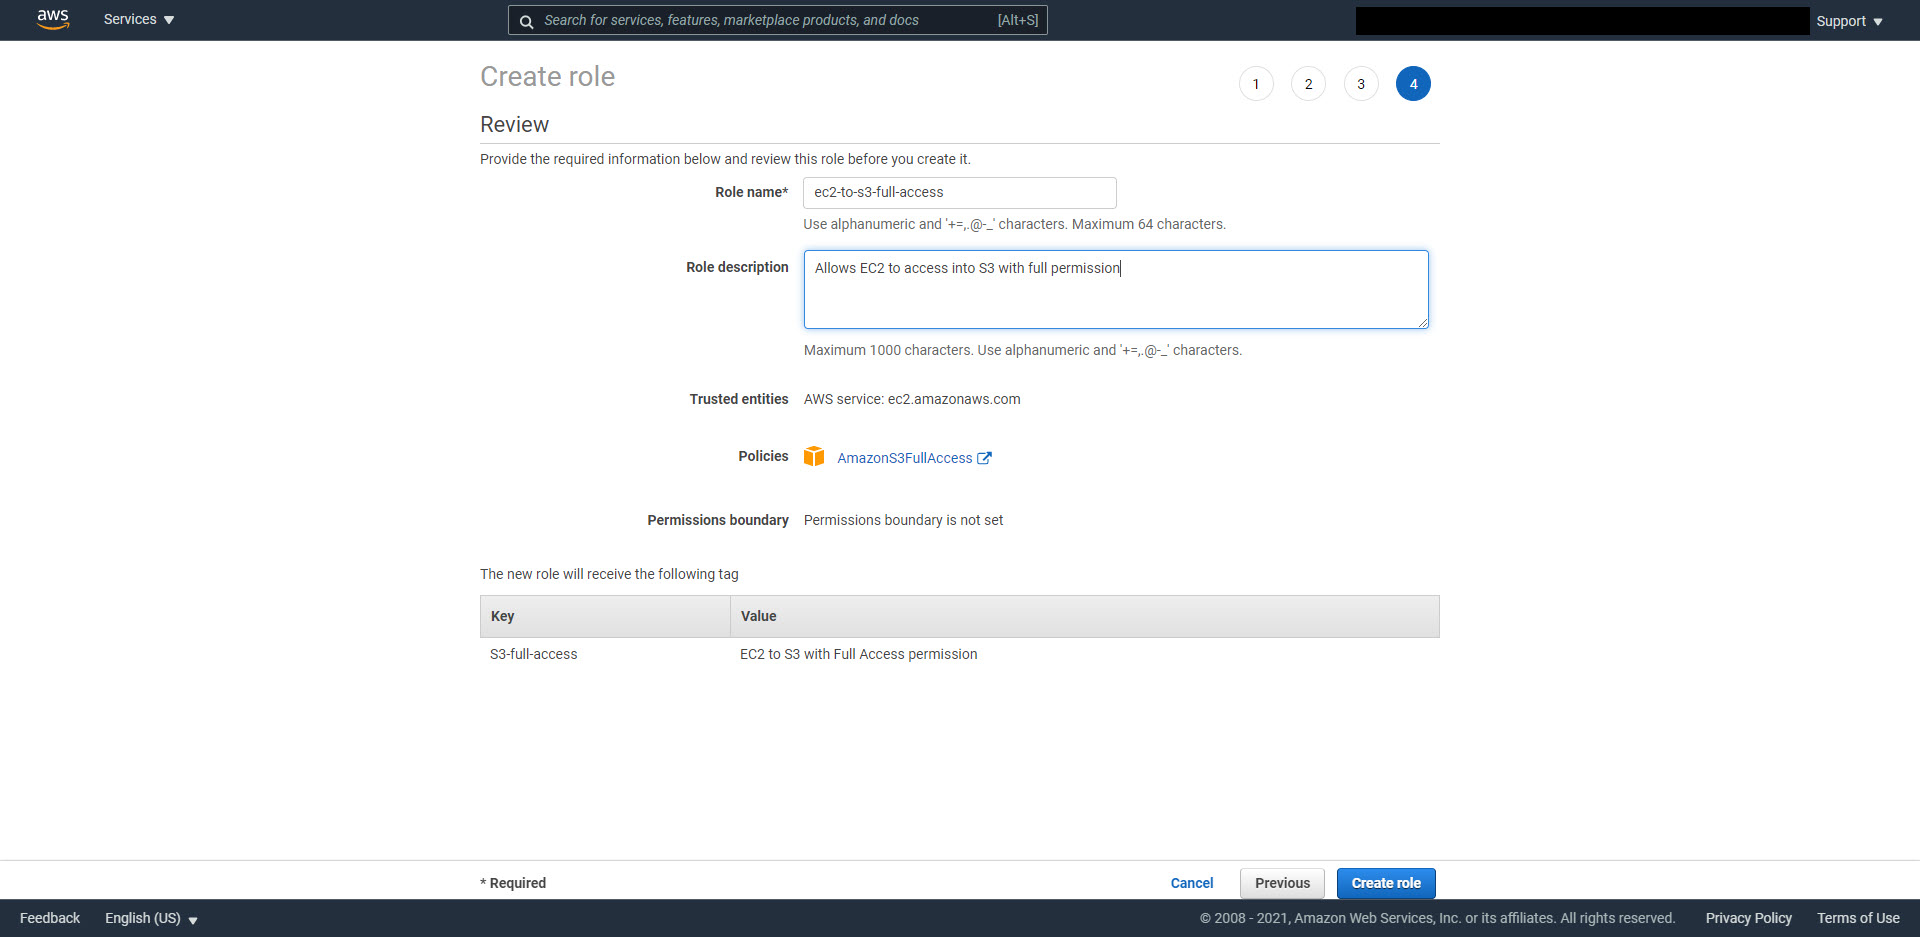 aws Services Search for services, features, marketplace products, and docs [Alt+S] Support
Create role 1 2 3 4
Review
Provide the required information below and review this role before you create it.
Role name* ec2-to-s3-full-access
Use alphanumeric and '+=,.@-_' characters. Maximum 64 characters.
Role description Allows EC2 to access into S3 with full permission
Maximum 1000 characters. Use alphanumeric and '+=,.@-_' characters.
Trusted entities AWS service: ec2.amazonaws.com
Policies AmazonS3FullAccess
Permissions boundary Permissions boundary is not set
The new role will receive the following tag
Key Value
S3-full-access EC2 to S3 with Full Access permission
* Required Cancel Previous Create role
Feedback English (US) © 2008 - 2021, Amazon Web Services, Inc. or its affiliates. All rights reserved. Privacy Policy Terms of Use